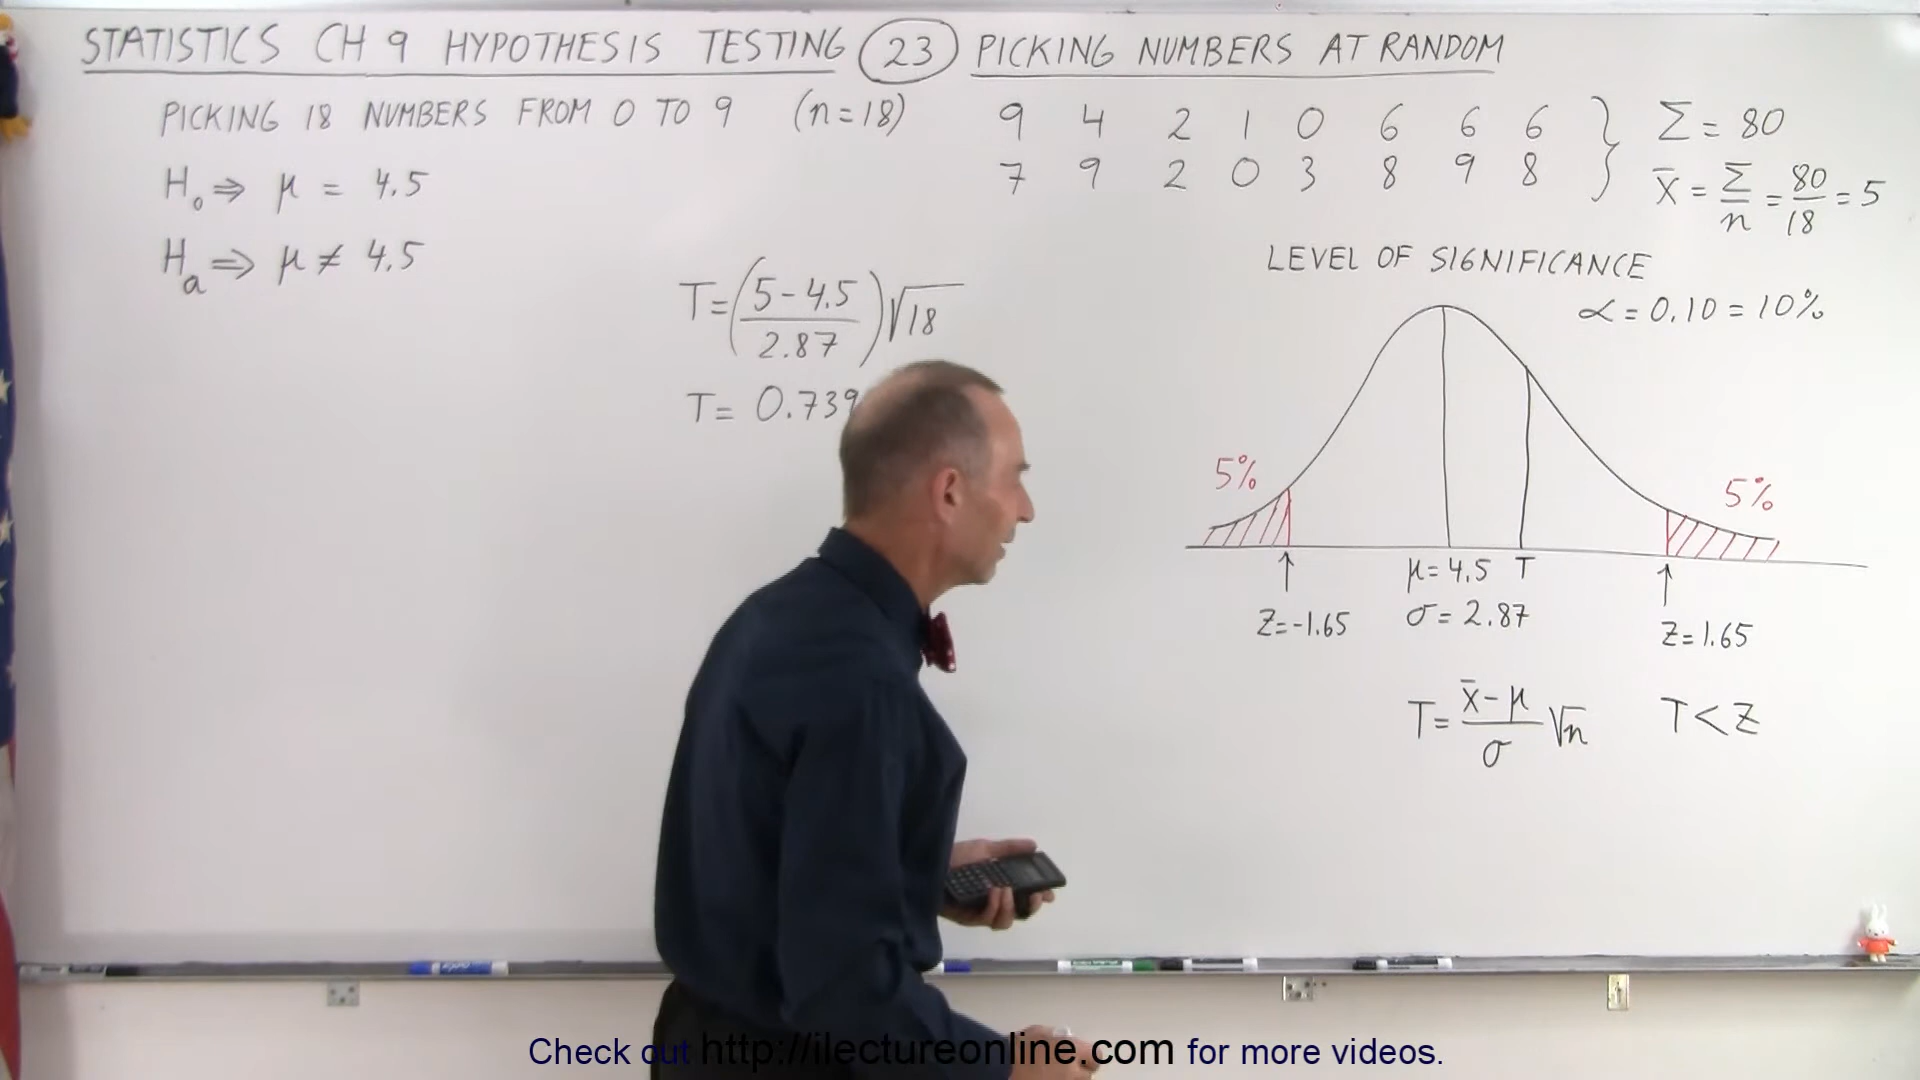 STATISTICS CH 9 HYPOTHESIS TESTING 23 PICKING NUMBERS AT RANDOM
PICKING 18 NUMBERS FROM 0 TO 9 (n=18)
H₀ ⇒ μ = 4.5
Hₐ ⇒ μ ≠ 4.5
9 4 2 1 0 6 6 6
7 9 2 0 3 8 9 8
Σ = 80
x̄ = Σ/n = 80/18 = 5
T = (5 - 4.5 / 2.87) √18
T = 0.739
LEVEL OF SIGNIFICANCE
α = 0.10 = 10%
5%
5%
μ = 4.5 T
σ = 2.87
Z = -1.65
Z = 1.65
T = x̄ - μ / σ √n
T < Z
Check out http://ilectureonline.com for more videos.